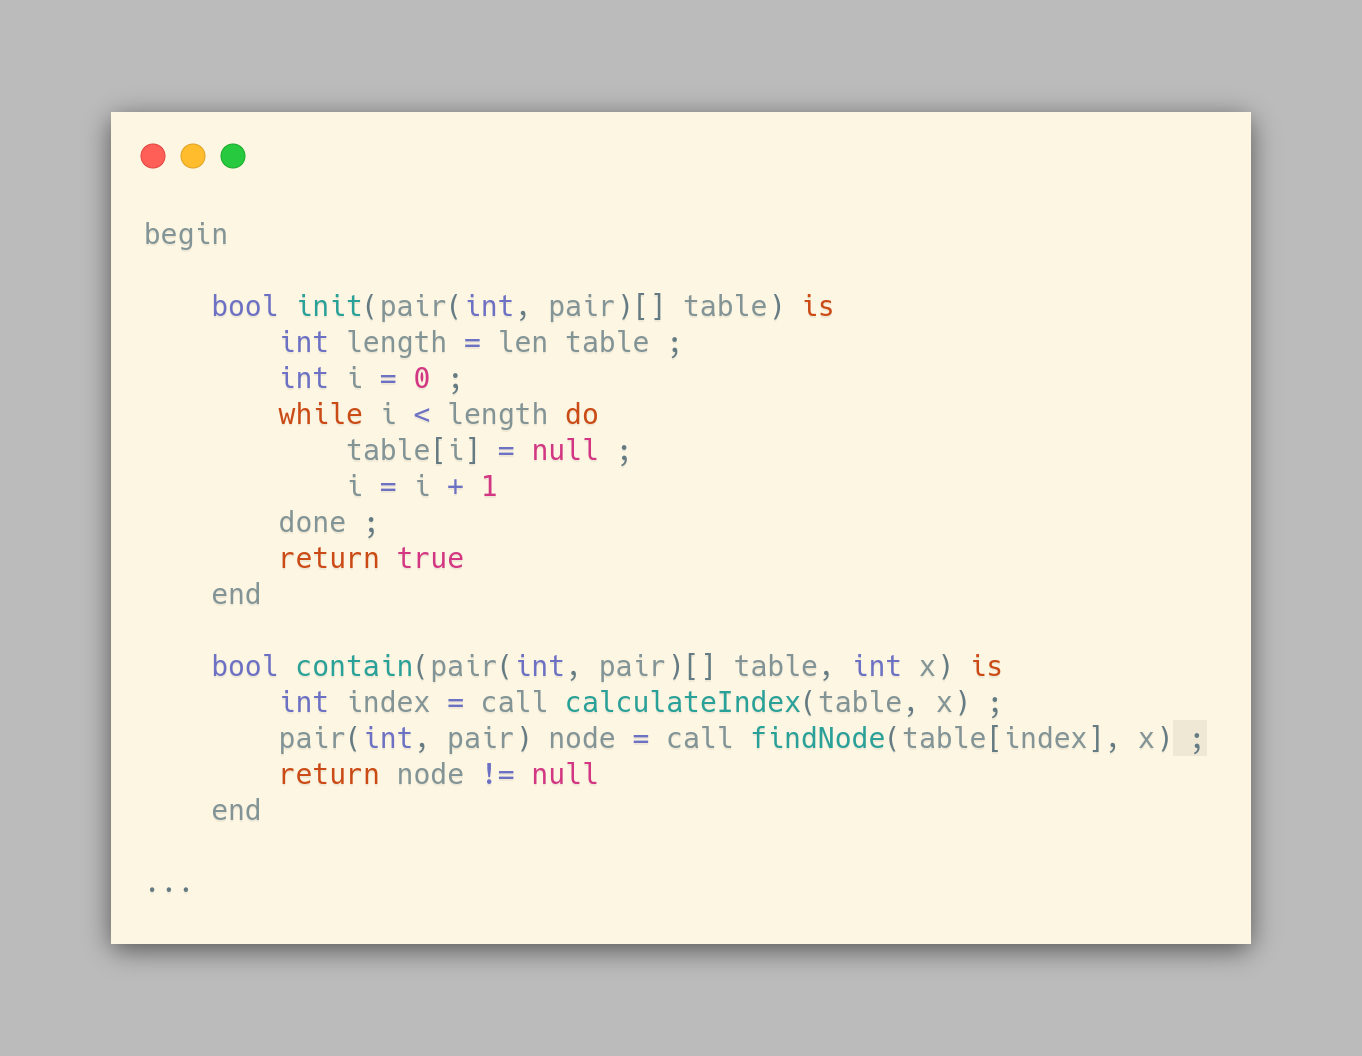 begin
bool init(pair(int, pair)[] table) is
int length = len table ;
int i = 0 ;
while i < length do
table[i] = null ;
i = i + 1
done ;
return true
end
bool contain(pair(int, pair)[] table, int x) is
int index = call calculateIndex(table, x) ;
pair(int, pair) node = call findNode(table[index], x) ;
return node != null
end
...